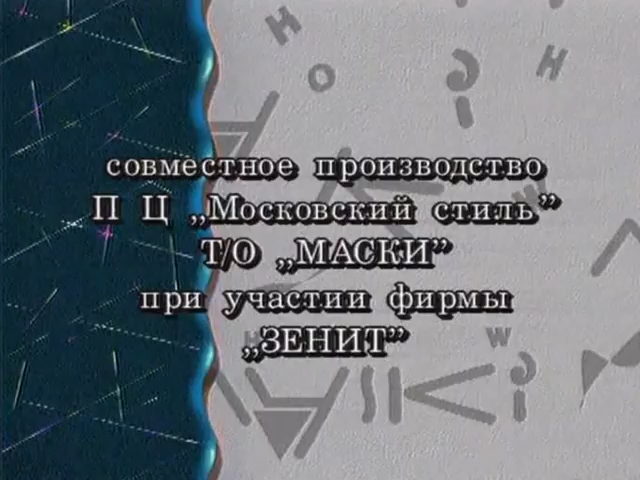 совместное производство
П Ц „Московский стиль”
Т/О „МАСКИ”
при участии фирмы
„ЗЕНИТ”